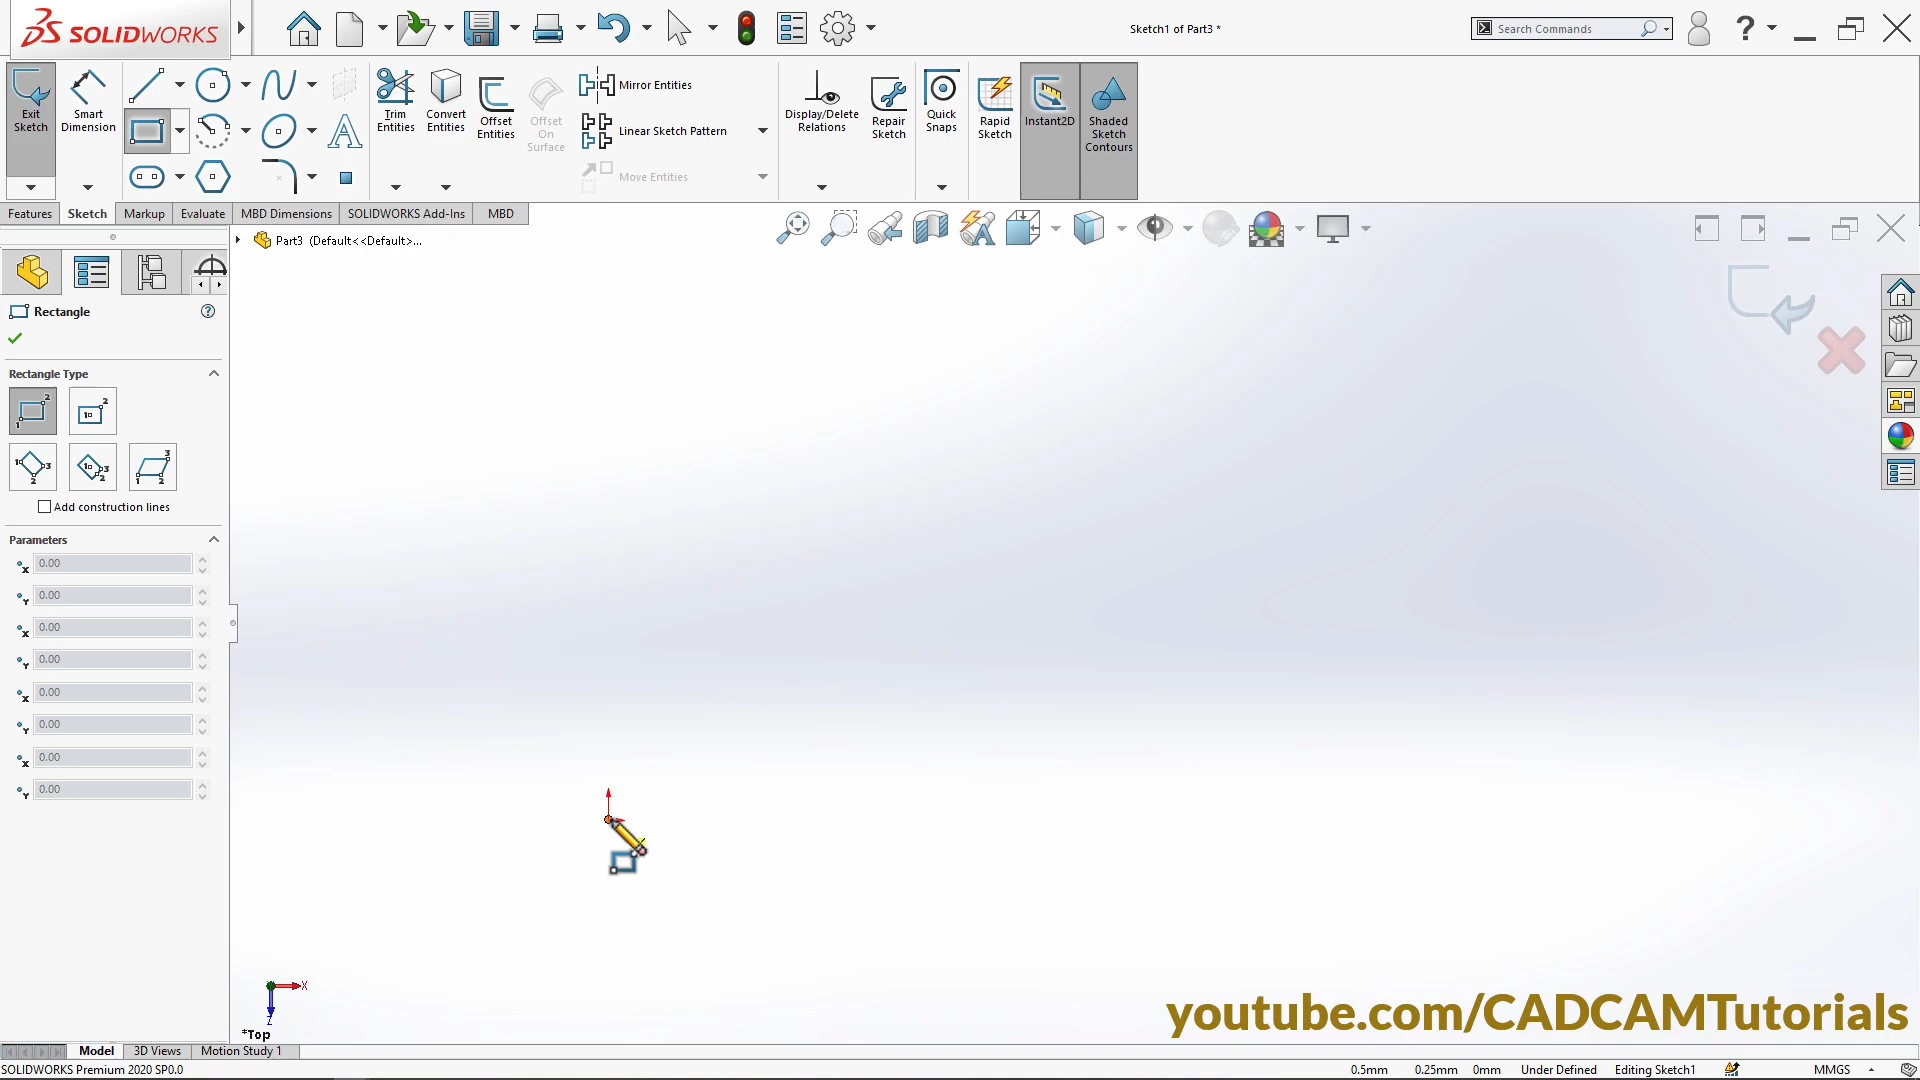 SOLIDWORKS
Sketch1 of Part3 *
Search Commands
?
Exit Sketch
Smart Dimension
Trim Entities
Convert Entities
Offset Entities
Offset On Surface
Mirror Entities
Linear Sketch Pattern
Move Entities
Display/Delete Relations
Repair Sketch
Quick Snaps
Rapid Sketch
Instant2D
Shaded Sketch Contours
Features
Sketch
Markup
Evaluate
MBD Dimensions
SOLIDWORKS Add-Ins
MBD
Part3 (Default<<Default>...
Rectangle
Rectangle Type
Add construction lines
Parameters
x 0.00
Y 0.00
x 0.00
Y 0.00
x 0.00
Y 0.00
x 0.00
Y 0.00
X
Z
*Top
youtube.com/CADCAMTutorials
Model
3D Views
Motion Study 1
SOLIDWORKS Premium 2020 SP0.0
0.5mm
0.25mm
0mm
Under Defined
Editing Sketch1
MMGS